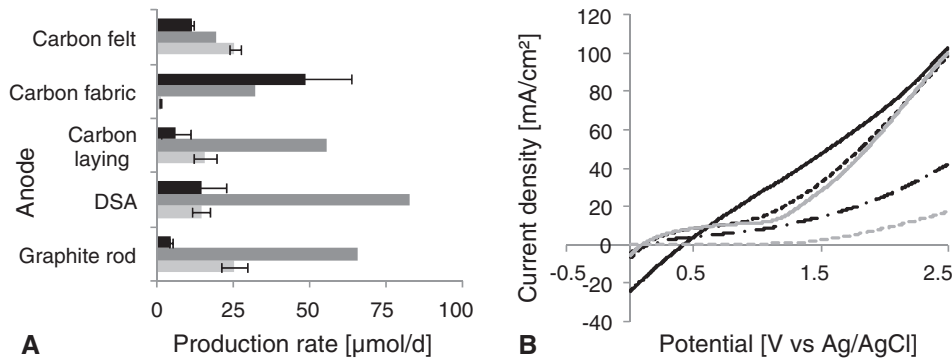 Carbon felt
Carbon fabric
Carbon
laying
DSA
Graphite rod
Anode
0
25
50
75
100
A
Production rate [µmol/d]
120
100
80
60
40
20
0
-20
-40
-0.5
0.5
1.5
2.5
Current density [mA/cm²]
B
Potential [V vs Ag/AgCl]